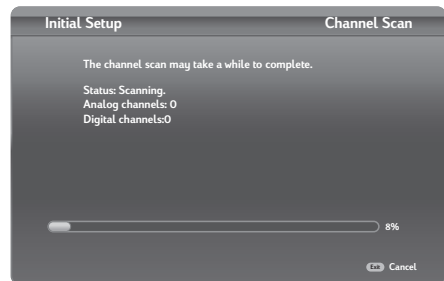 Initial Setup Channel Scan
The channel scan may take a while to complete.
Status: Scanning.
Analog channels: 0
Digital channels:0
8%
Exit Cancel